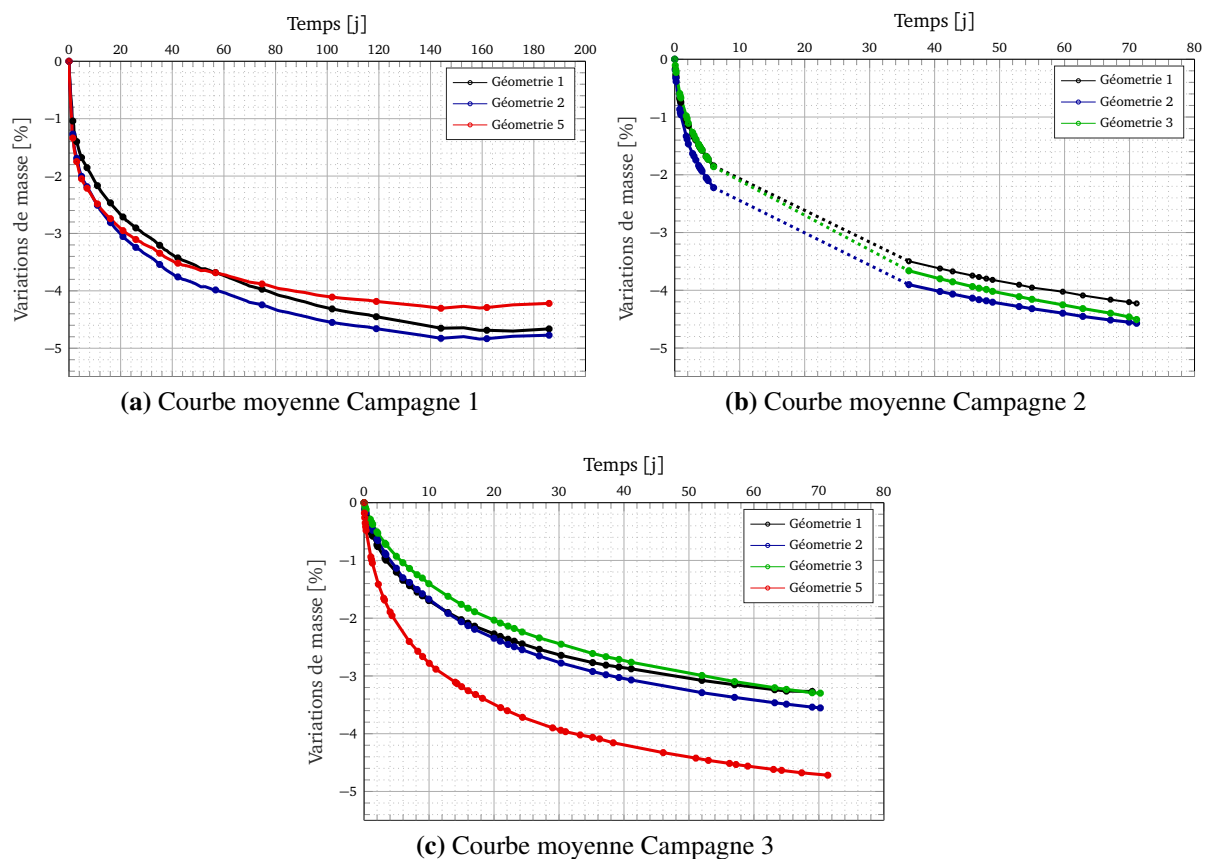 Temps [j]
0 20 40 60 80 100 120 140 160 180 200
0
−1
−2
−3
−4
−5
Variations de masse [%]
Géometrie 1
Géometrie 2
Géometrie 5
(a) Courbe moyenne Campagne 1
Temps [j]
0 10 20 30 40 50 60 70 80
0
−1
−2
−3
−4
−5
Variations de masse [%]
Géometrie 1
Géometrie 2
Géometrie 3
(b) Courbe moyenne Campagne 2
Temps [j]
0 10 20 30 40 50 60 70 80
0
−1
−2
−3
−4
−5
Variations de masse [%]
Géometrie 1
Géometrie 2
Géometrie 3
Géometrie 5
(c) Courbe moyenne Campagne 3